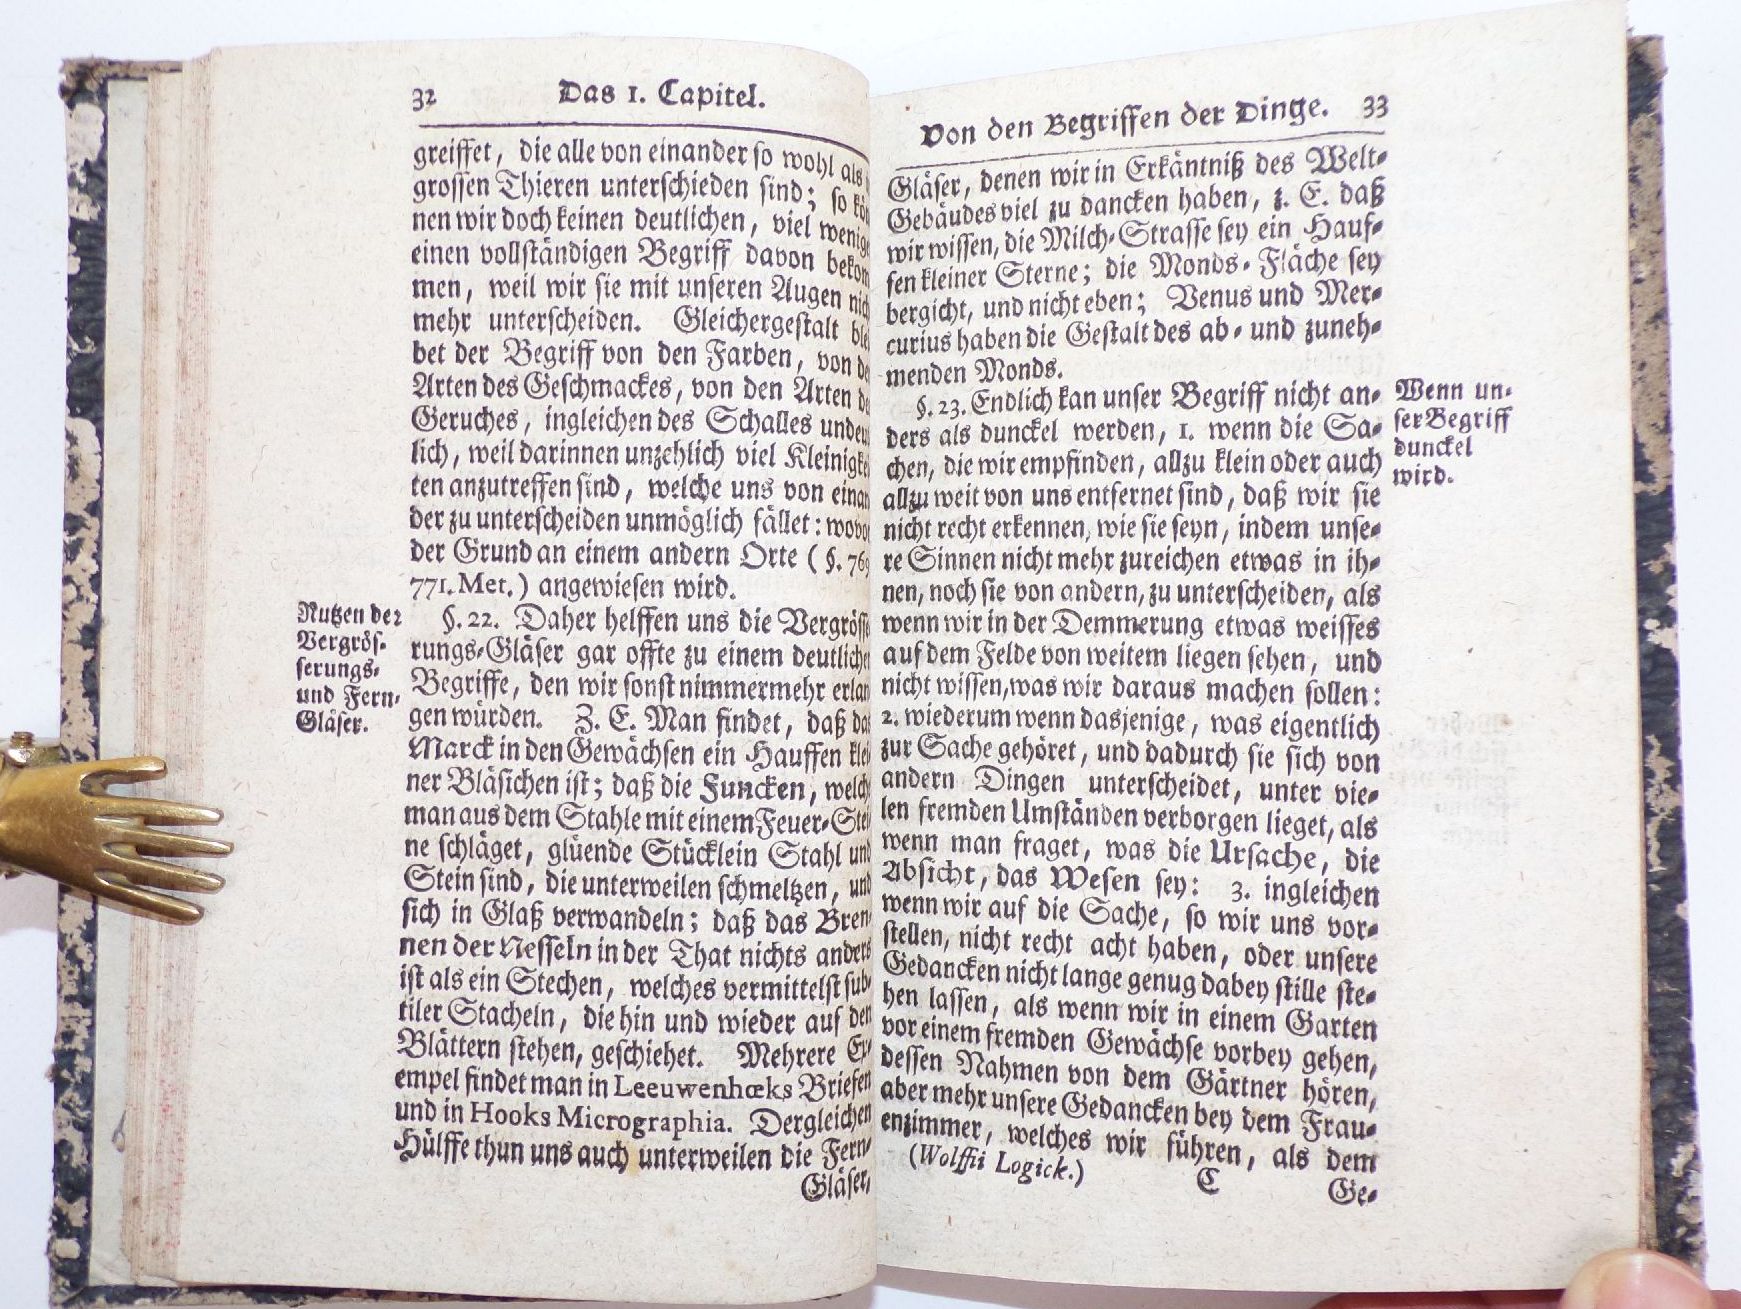 32 Das 1. Capitel.
greiffet, die alle von einander so wohl als
grossen Thieren unterschieden sind; so kön
nen wir doch keinen deutlichen, viel wenige
einen vollständigen Begriff davon bekom
men, weil wir sie mit unseren Augen nich
mehr unterscheiden. Gleichergestalt blei
bet der Begriff von den Farben, von de
Arten des Geschmackes, von den Arten de
Geruches, ingleichen des Schalles undeu
lich, weil darinnen unzehlich viel Kleinigkei
ten anzutreffen sind, welche uns von einan
der zu unterscheiden unmöglich fället: wovo
der Grund an einem andern Orte (§. 769
771. Met.) angewiesen wird.
Nutzen der
Vergrös-
serungs-
und Fern-
Gläser.
§. 22. Daher helffen uns die Vergrösse
rungs-Gläser gar offte zu einem deutliche
Begriffe, den wir sonst nimmermehr erlan
gen würden. Z. E. Man findet, daß das
Marck in den Gewächsen ein Hauffen klei
ner Bläsichen ist; daß die Funcken, welch
man aus dem Stahle mit einem Feuer-Stei
ne schläget, glüende Stücklein Stahl und
Stein sind, die unterweilen schmeltzen, und
sich in Glaß verwandeln; daß das Bren-
nen der Nesseln in der That nichts anders
ist als ein Stechen, welches vermittelst sub-
tiler Stacheln, die hin und wieder auf den
Blättern stehen, geschiehet. Mehrere Ex-
empel findet man in Leeuwenhœks Briefen
und in Hooks Micrographia. Dergleichen
Hülffe thun uns auch unterweilen die Fern-
Gläser,
Von den Begriffen der Dinge. 33
Gläser, denen wir in Erkäntniß des Welt-
Gebäudes viel zu dancken haben, z. E. daß
wir wissen, die Milch-Strasse sey ein Hauf-
fen kleiner Sterne; die Monds-Fläche sey
bergicht, und nicht eben; Venus und Mer-
curius haben die Gestalt des ab- und zuneh-
menden Monds.
§. 23. Endlich kan unser Begriff nicht an-
ders als dunckel werden, 1. wenn die Sa-
chen, die wir empfinden, allzu klein oder auch
allzu weit von uns entfernet sind, daß wir sie
nicht recht erkennen, wie sie seyn, indem unse-
re Sinnen nicht mehr zureichen etwas in ih-
nen, noch sie von andern, zu unterscheiden, als
wenn wir in der Demmerung etwas weisses
auf dem Felde von weitem liegen sehen, und
nicht wissen, was wir daraus machen sollen:
2. wiederum wenn dasjenige, was eigentlich
zur Sache gehöret, und dadurch sie sich von
andern Dingen unterscheidet, unter vie-
len fremden Umständen verborgen lieget, als
wenn man fraget, was die Ursache, die
Absicht, das Wesen sey: 3. ingleichen
wenn wir auf die Sache, so wir uns vor-
stellen, nicht recht acht haben, oder unsere
Gedancken nicht lange genug dabey stille ste-
hen lassen, als wenn wir in einem Garten
vor einem fremden Gewächse vorbey gehen,
dessen Nahmen von dem Gärtner hören,
aber mehr unsere Gedancken bey dem Frau-
enzimmer, welches wir führen, als dem
(Wolffii Logick.) C Ge-
Wenn un-
ser Begriff
dunckel
wird.